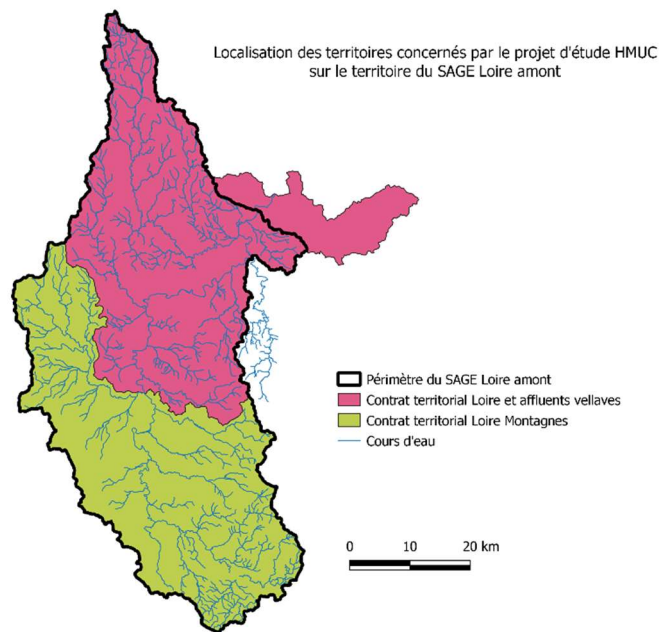 Localisation des territoires concernés par le projet d'étude HMUC
sur le territoire du SAGE Loire amont
Périmètre du SAGE Loire amont
Contrat territorial Loire et affluents vellaves
Contrat territorial Loire Montagnes
Cours d'eau
0 10 20 km